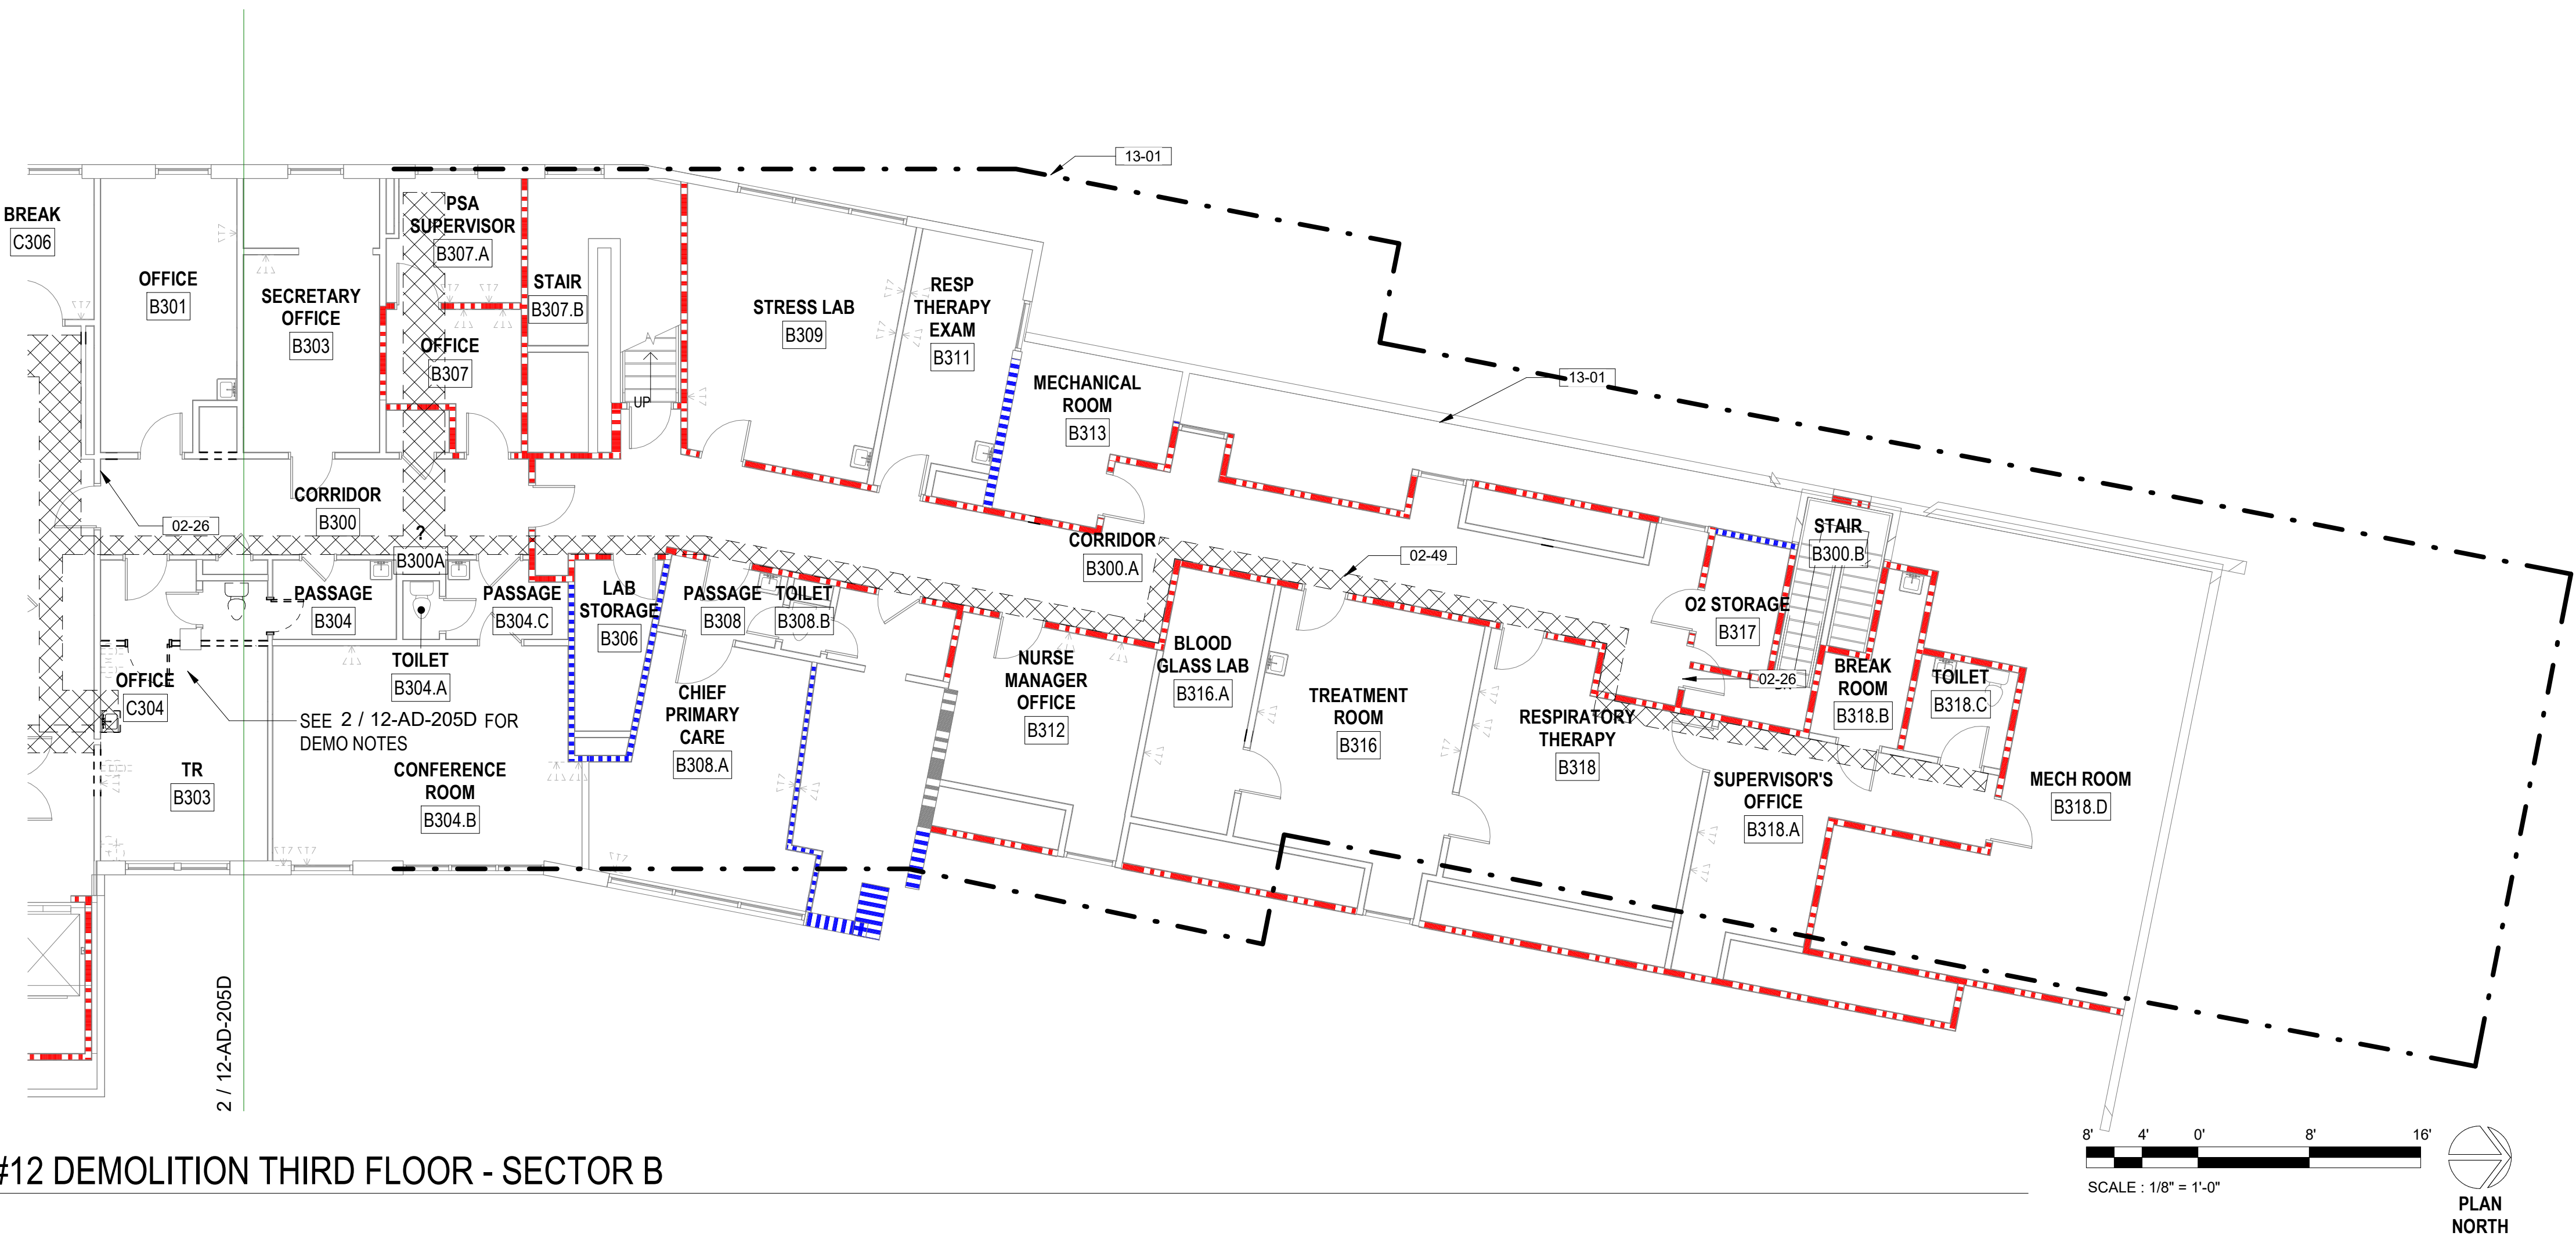 13-01
BREAK
C306
OFFICE
B301
SECRETARY
OFFICE
B303
PSA
SUPERVISOR
B307.A
OFFICE
B307
STAIR
B307.B
UP
STRESS LAB
B309
RESP
THERAPY
EXAM
B311
MECHANICAL
ROOM
B313
13-01
CORRIDOR
B300
02-26
?
B300A
CORRIDOR
B300.A
02-49
STAIR
B300.B
PASSAGE
B304
PASSAGE
B304.C
LAB
STORAGE
B306
PASSAGE
B308
TOILET
B308.B
O2 STORAGE
B317
02-26
TOILET
B304.A
OFFICE
C304
SEE 2 / 12-AD-205D FOR
DEMO NOTES
CHIEF
PRIMARY
CARE
B308.A
NURSE
MANAGER
OFFICE
B312
BLOOD
GLASS LAB
B316.A
TREATMENT
ROOM
B316
RESPIRATORY
THERAPY
B318
BREAK
ROOM
B318.B
TOILET
B318.C
TR
B303
CONFERENCE
ROOM
B304.B
SUPERVISOR'S
OFFICE
B318.A
MECH ROOM
B318.D
2 / 12-AD-205D
#12 DEMOLITION THIRD FLOOR - SECTOR B
8' 4' 0' 8' 16'
SCALE : 1/8" = 1'-0"
PLAN
NORTH